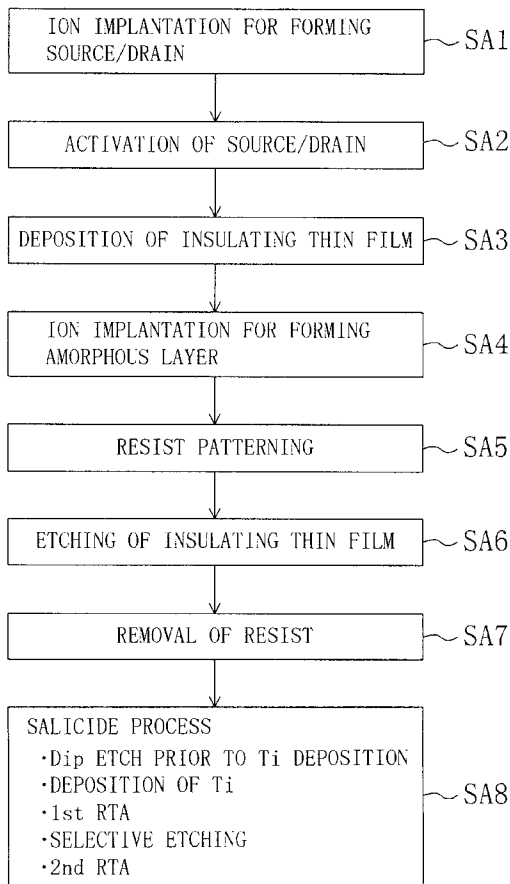 ION IMPLANTATION FOR FORMING
SOURCE/DRAIN
SA1
ACTIVATION OF SOURCE/DRAIN
SA2
DEPOSITION OF INSULATING THIN FILM
SA3
ION IMPLANTATION FOR FORMING
AMORPHOUS LAYER
SA4
RESIST PATTERNING
SA5
ETCHING OF INSULATING THIN FILM
SA6
REMOVAL OF RESIST
SA7
SALICIDE PROCESS
·Dip ETCH PRIOR TO Ti DEPOSITION
·DEPOSITION OF Ti
·1st RTA
·SELECTIVE ETCHING
·2nd RTA
SA8